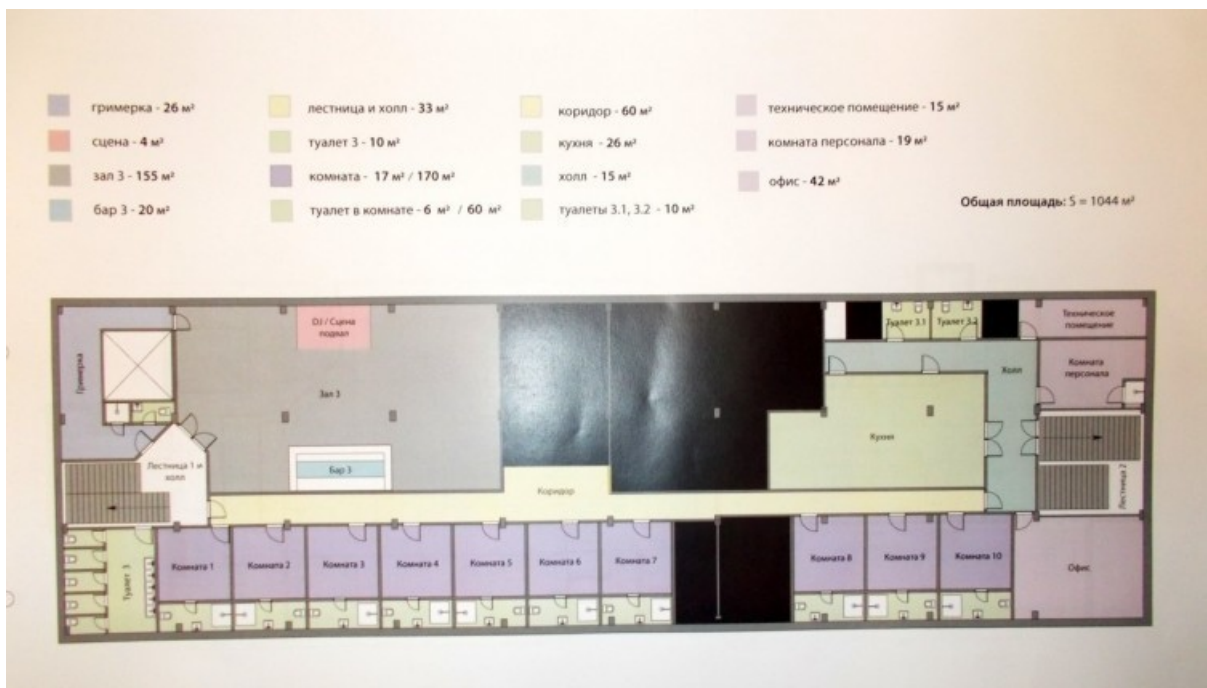 гримерка - 26 м²
сцена - 4 м²
зал 3 - 155 м²
бар 3 - 20 м²
лестница и холл - 33 м²
туалет 3 - 10 м²
комната - 17 м² / 170 м²
туалет в комнате - 6 м² / 60 м²
коридор - 60 м²
кухня - 26 м²
холл - 15 м²
туалеты 3.1, 3.2 - 10 м²
техническое помещение - 15 м²
комната персонала - 19 м²
офис - 42 м²
Общая площадь: S = 1044 м²
Гримерка
DJ / Сцена
подвал
Зал 3
Бар 3
Лестница 1 и
холл
Коридор
Туалет 3.1
Туалет 3.2
Техническое
помещение
Холл
Комната
персонала
Кухня
Лестница 2
Туалет 3
Комната 1
Комната 2
Комната 3
Комната 4
Комната 5
Комната 6
Комната 7
Комната 8
Комната 9
Комната 10
Офис